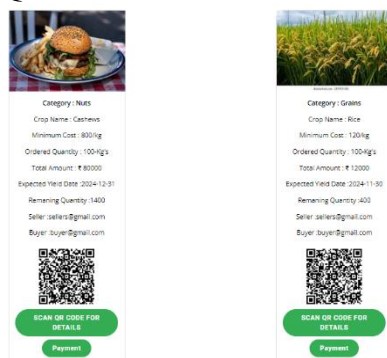 Category : Nuts
Crop Name : Cashews
Minimum Cost : 800/kg
Ordered Quantity : 100-Kg's
Total Amount : ₹ 80000
Expected Yield Date :2024-12-31
Remaning Quantity :1400
Seller :sellers@gmail.com
Buyer :buyer@gmail.com
SCAN QR CODE FOR
DETAILS
Payment
Category : Grains
Crop Name : Rice
Minimum Cost : 120/kg
Ordered Quantity : 100-Kg's
Total Amount : ₹ 12000
Expected Yield Date :2024-11-30
Remaning Quantity :400
Seller :sellers@gmail.com
Buyer :buyer@gmail.com
SCAN QR CODE FOR
DETAILS
Payment